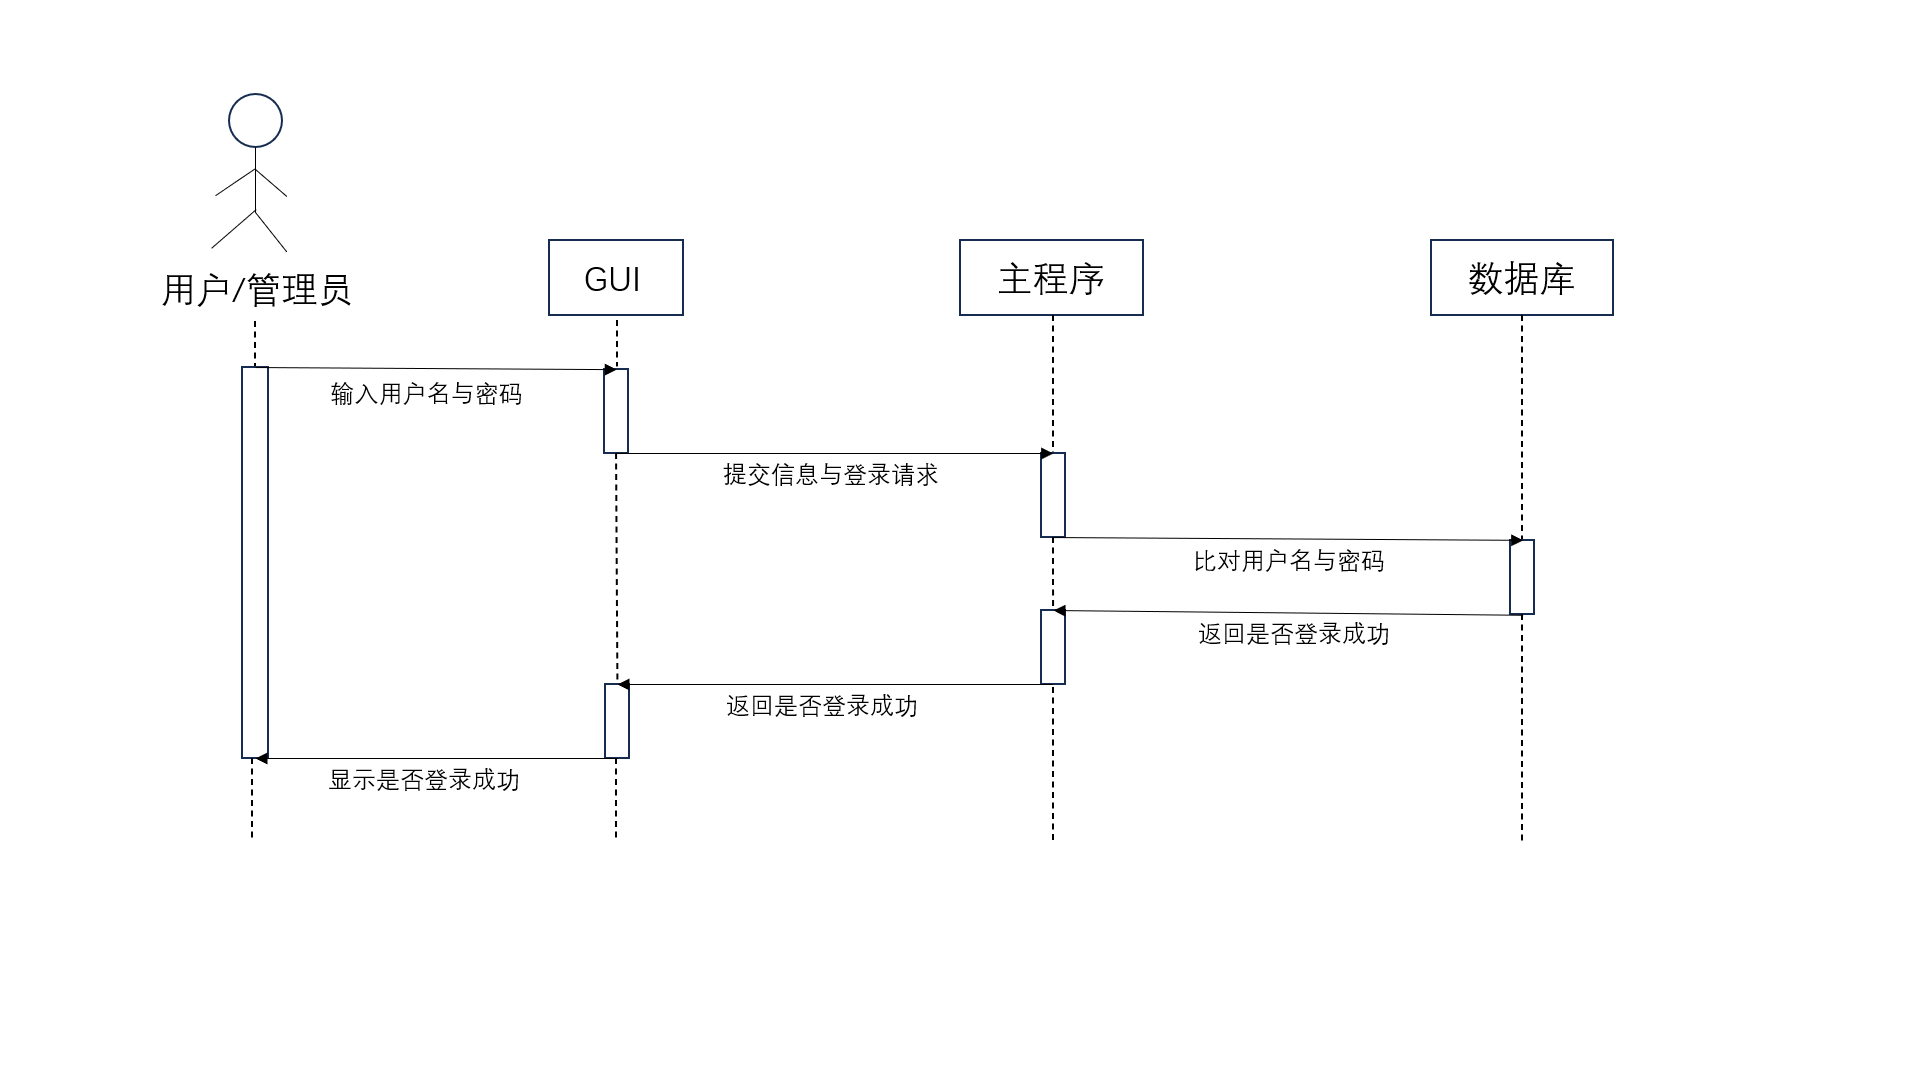 用户/管理员
GUI
主程序
数据库
输入用户名与密码
提交信息与登录请求
比对用户名与密码
返回是否登录成功
返回是否登录成功
显示是否登录成功